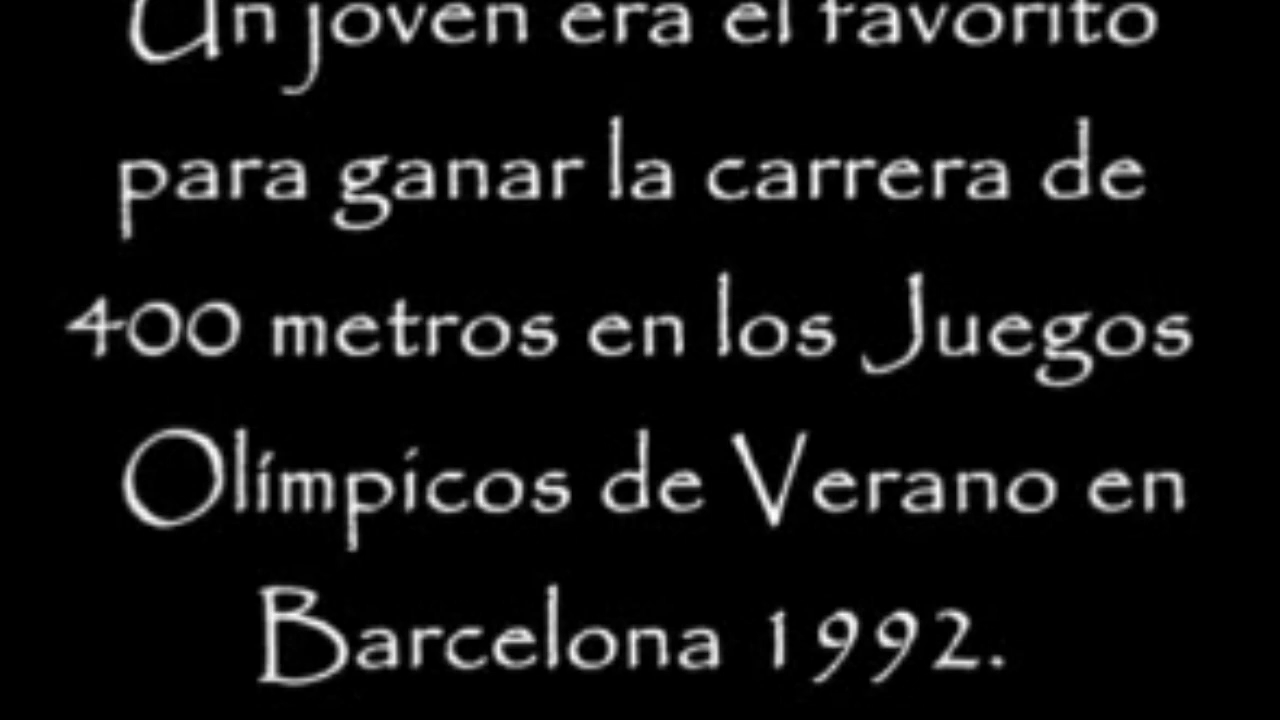 Un joven era el favorito
para ganar la carrera de
400 metros en los Juegos
Olímpicos de Verano en
Barcelona 1992.